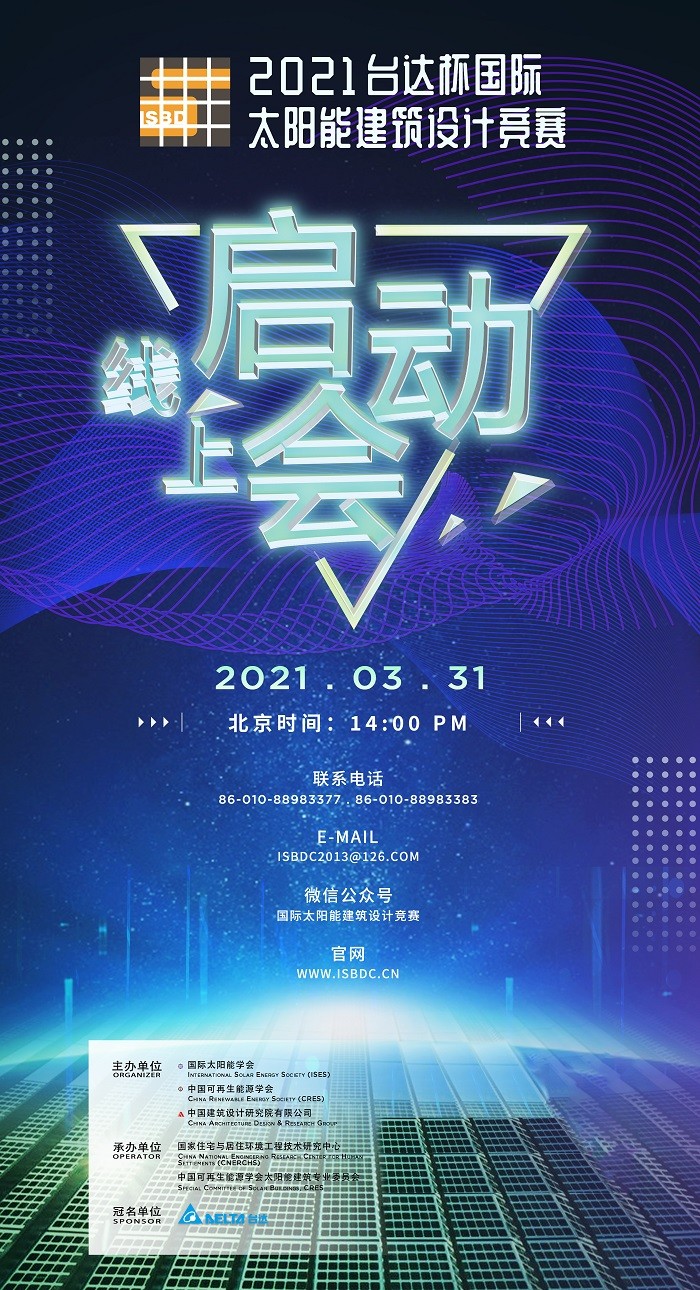 ISBD
2021台达杯国际
太阳能建筑设计竞赛
线上
启动
会
2021 . 03 . 31
北京时间：14:00 PM
联系电话
86-010-88983377 . 86-010-88983383
E-MAIL
ISBDC2013@126.COM
微信公众号
国际太阳能建筑设计竞赛
官网
WWW.ISBDC.CN
主办单位
ORGANIZER
国际太阳能学会
International Solar Energy Society (ISES)
中国可再生能源学会
China Renewable Energy Society (CRES)
中国建筑设计研究院有限公司
China Architecture Design & Research Group
承办单位
OPERATOR
国家住宅与居住环境工程技术研究中心
China National Engineering Research Center for Human
Settlements (CNERCHS)
中国可再生能源学会太阳能建筑专业委员会
Special Committee of Solar Buildings, CRES
冠名单位
SPONSOR
DELTA 台达